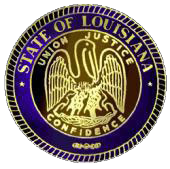 STATE OF LOUISIANA
UNION JUSTICE
CONFIDENCE